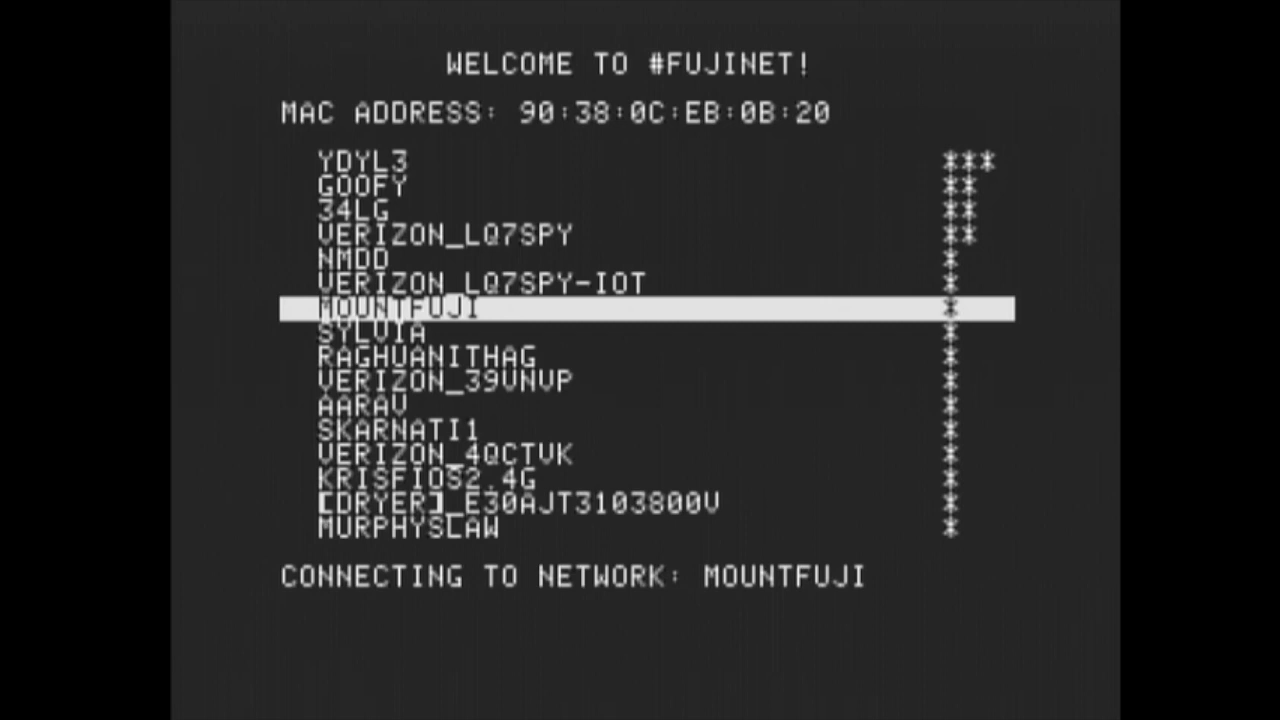 WELCOME TO #FUJINET!
MAC ADDRESS: 90:38:0C:EB:0B:20
YDYL3 ***
GOOFY **
34LG **
VERIZON_LQ7SPY **
NMDD *
VERIZON_LQ7SPY-IOT *
MOUNTFUJI *
SYLVIA *
RAGHUANITHAG *
VERIZON_39VNVP *
AARAV *
SKARNATI1 *
VERIZON_4QCTVK *
KRISFIOS2.4G *
[DRYER]_E30AJT3103800V *
MURPHYSLAW *
CONNECTING TO NETWORK: MOUNTFUJI